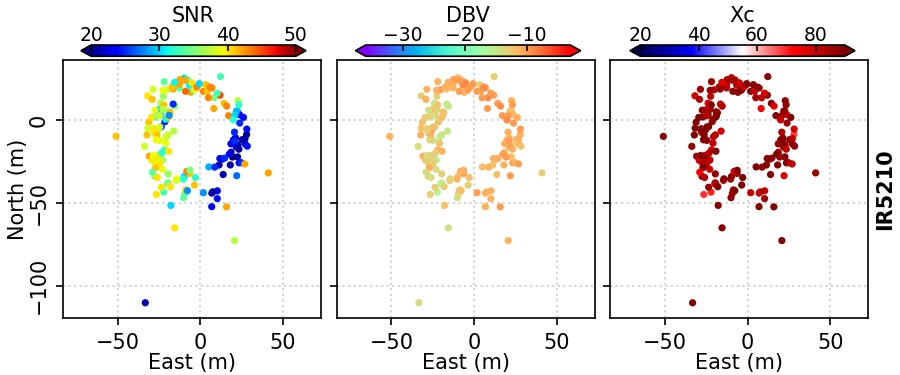 SNR DBV Xc
20 30 40 50 −30 −20 −10 20 40 60 80
North (m)
0
−50
−100
−50 0 50 −50 0 50 −50 0 50
East (m) East (m) East (m)
IR5210